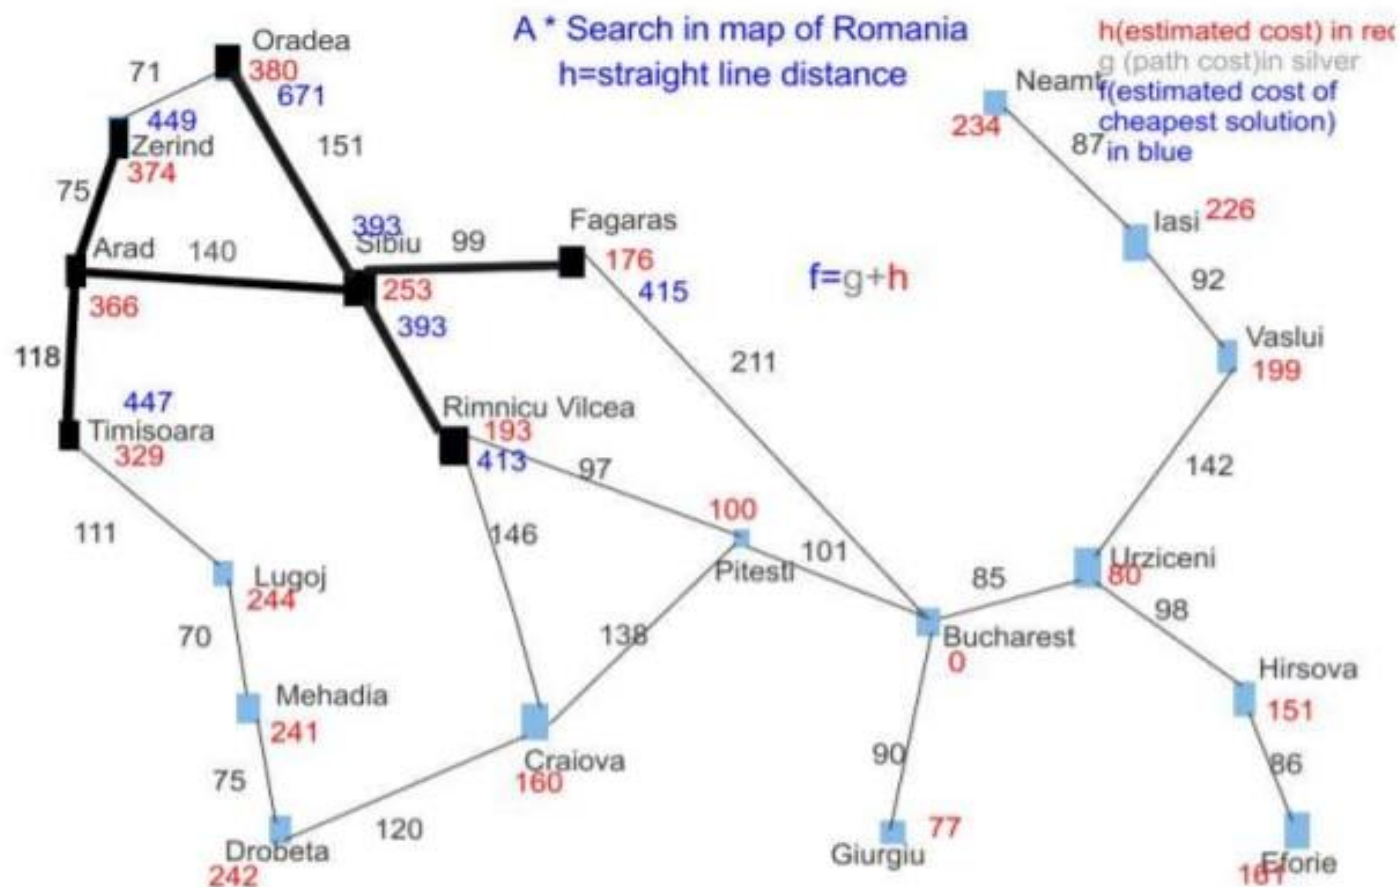 A * Search in map of Romania
h=straight line distance
h(estimated cost) in rec
g (path cost)in silver
f(estimated cost of
cheapest solution)
in blue
Oradea
380
671
71
449
Zerind
374
151
75
Neamt
234
87
Iasi
226
92
Arad
366
140
393
Sibiu
253
393
99
Fagaras
176
415
f=g+h
211
Vaslui
199
118
447
Timisoara
329
Rimnicu Vilcea
193
413
97
142
111
146
100
Pitesti
101
85
Urziceni
80
98
Lugoj
244
70
138
Bucharest
0
Hirsova
151
Mehadia
241
75
Craiova
160
90
86
120
Drobeta
242
77
Giurgiu
Eforie
161